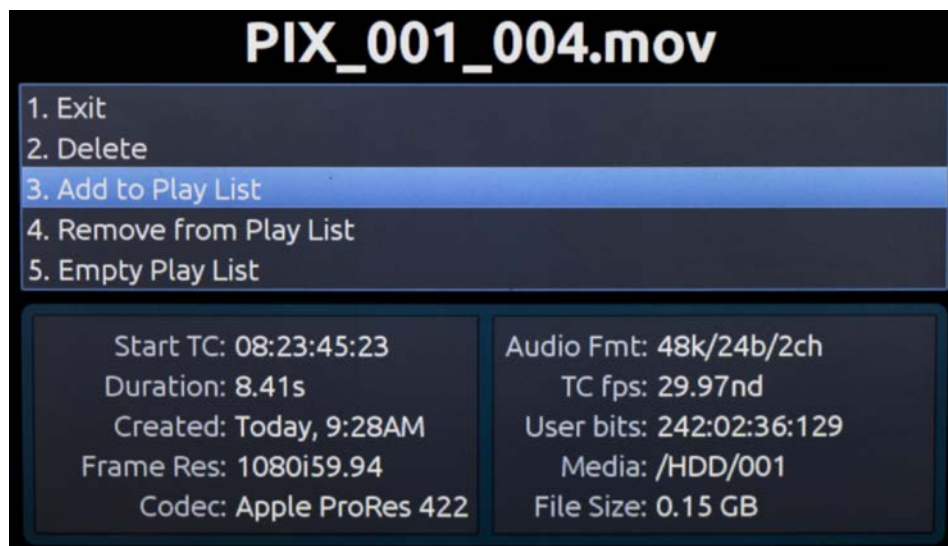 PIX_001_004.mov
1. Exit
2. Delete
3. Add to Play List
4. Remove from Play List
5. Empty Play List
Start TC: 08:23:45:23
Duration: 8.41s
Created: Today, 9:28AM
Frame Res: 1080i59.94
Codec: Apple ProRes 422
Audio Fmt: 48k/24b/2ch
TC fps: 29.97nd
User bits: 242:02:36:129
Media: /HDD/001
File Size: 0.15 GB